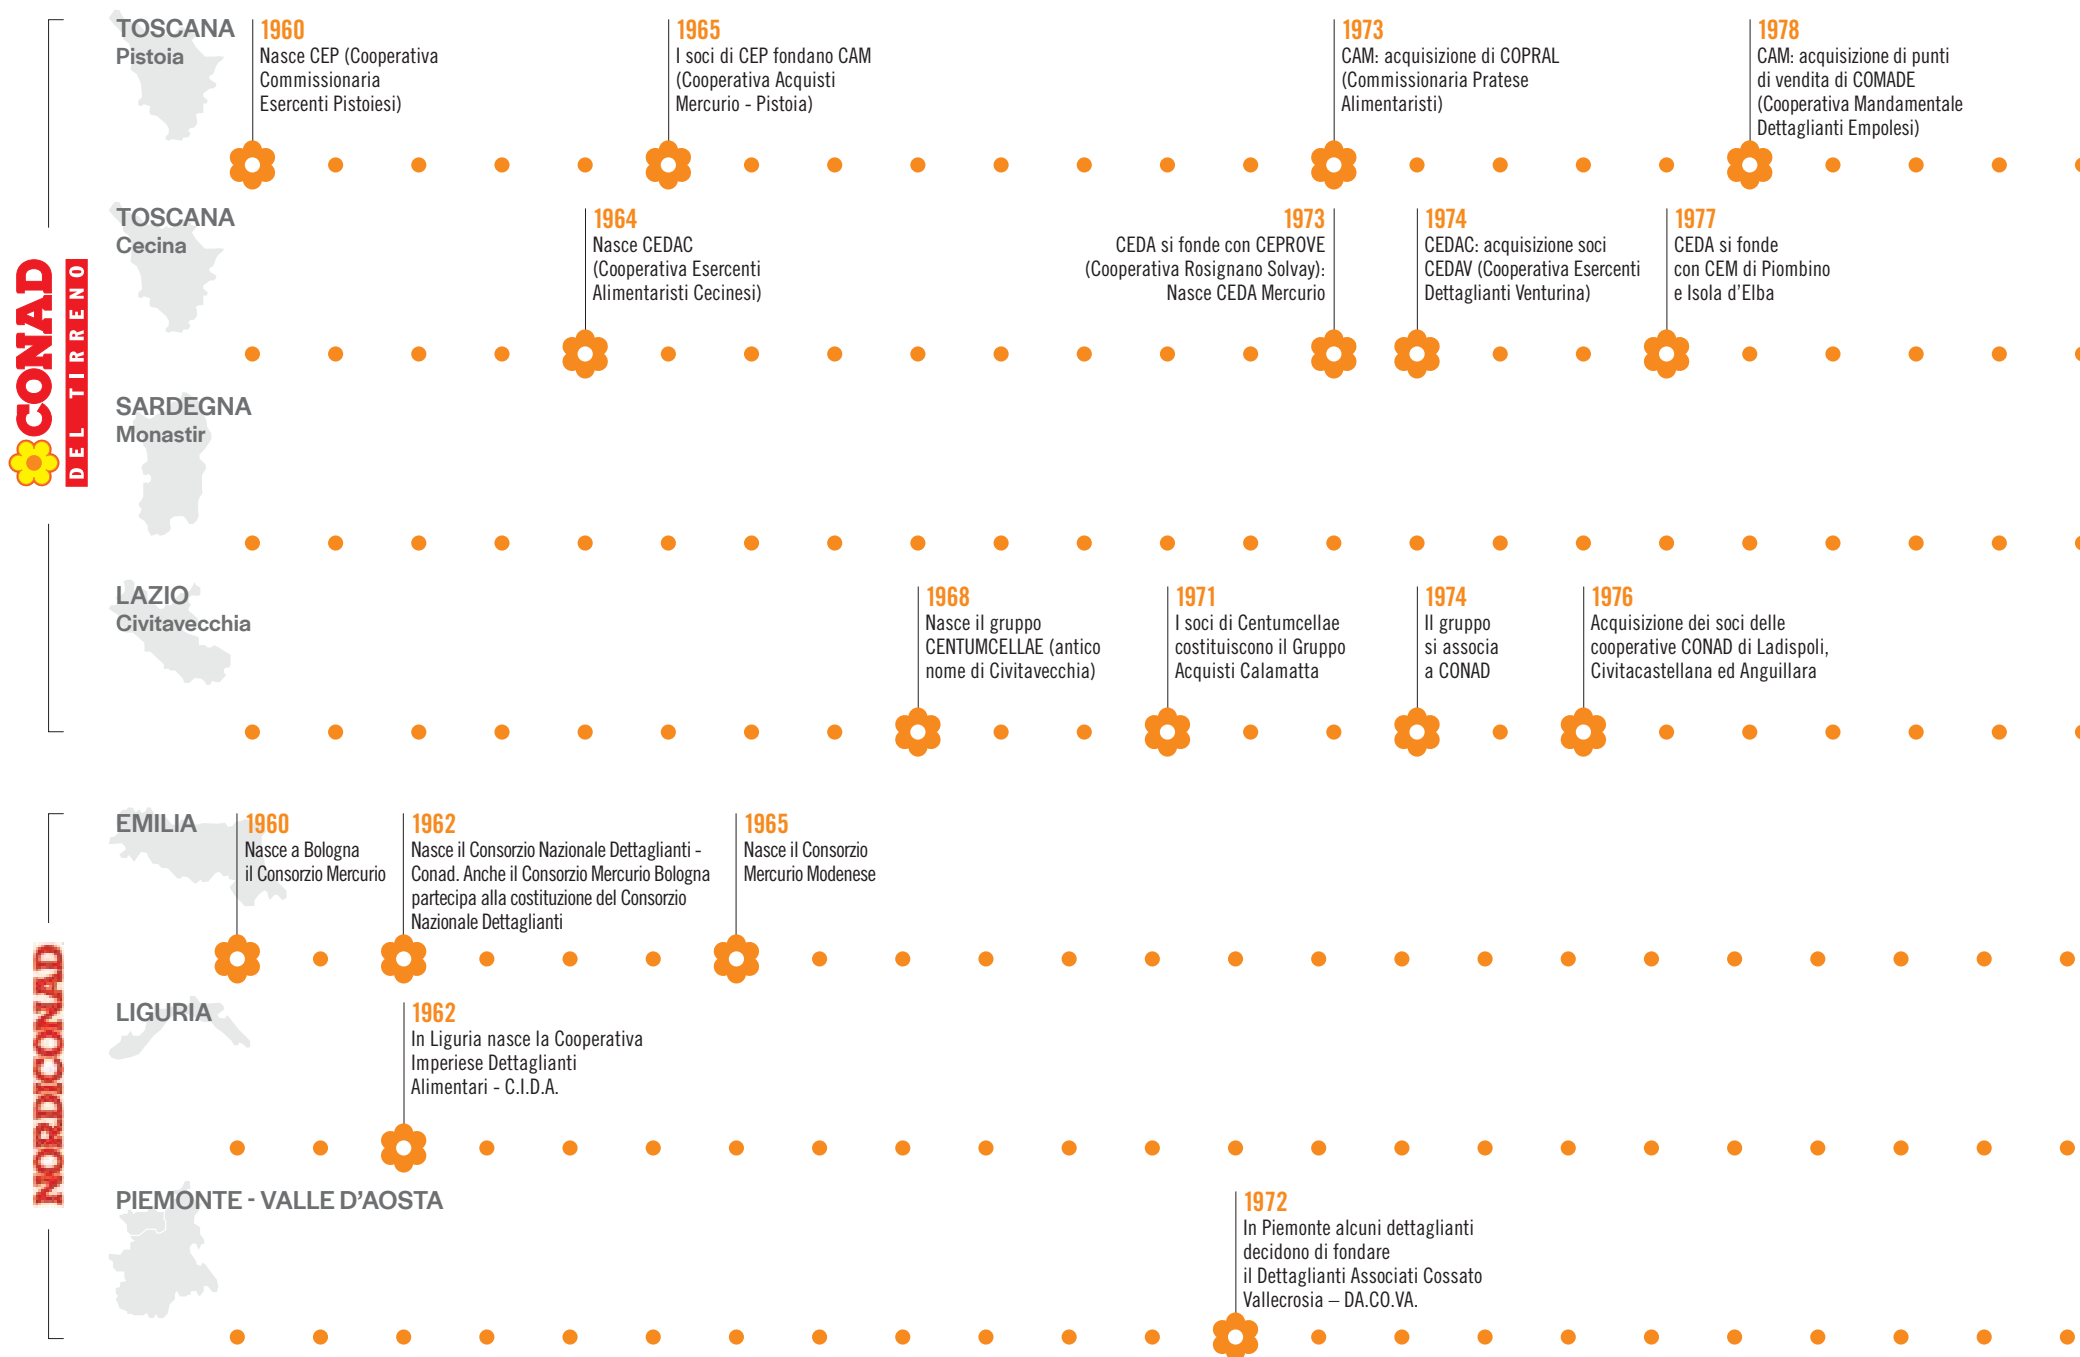 CONAD
DEL TIRRENO
TOSCANA
Pistoia
1960
Nasce CEP (Cooperativa
Commissionaria
Esercenti Pistoiesi)
1965
I soci di CEP fondano CAM
(Cooperativa Acquisti
Mercurio - Pistoia)
1973
CAM: acquisizione di COPRAL
(Commissionaria Pratese
Alimentaristi)
1978
CAM: acquisizione di punti
di vendita di COMADE
(Cooperativa Mandamentale
Dettaglianti Empolesi)
TOSCANA
Cecina
1964
Nasce CEDAC
(Cooperativa Esercenti
Alimentaristi Cecinesi)
1973
CEDA si fonde con CEPROVE
(Cooperativa Rosignano Solvay):
Nasce CEDA Mercurio
1974
CEDAC: acquisizione soci
CEDAV (Cooperativa Esercenti
Dettaglianti Venturina)
1977
CEDA si fonde
con CEM di Piombino
e Isola d'Elba
SARDEGNA
Monastir
LAZIO
Civitavecchia
1968
Nasce il gruppo
CENTUMCELLAE (antico
nome di Civitavecchia)
1971
I soci di Centumcellae
costituiscono il Gruppo
Acquisti Calamatta
1974
Il gruppo
si associa
a CONAD
1976
Acquisizione dei soci delle
cooperative CONAD di Ladispoli,
Civitacastellana ed Anguillara
NORDICONAD
EMILIA
1960
Nasce a Bologna
il Consorzio Mercurio
1962
Nasce il Consorzio Nazionale Dettaglianti -
Conad. Anche il Consorzio Mercurio Bologna
partecipa alla costituzione del Consorzio
Nazionale Dettaglianti
1965
Nasce il Consorzio
Mercurio Modenese
LIGURIA
1962
In Liguria nasce la Cooperativa
Imperiese Dettaglianti
Alimentari - C.I.D.A.
PIEMONTE - VALLE D'AOSTA
1972
In Piemonte alcuni dettaglianti
decidono di fondare
il Dettaglianti Associati Cossato
Vallecrosia – DA.CO.VA.